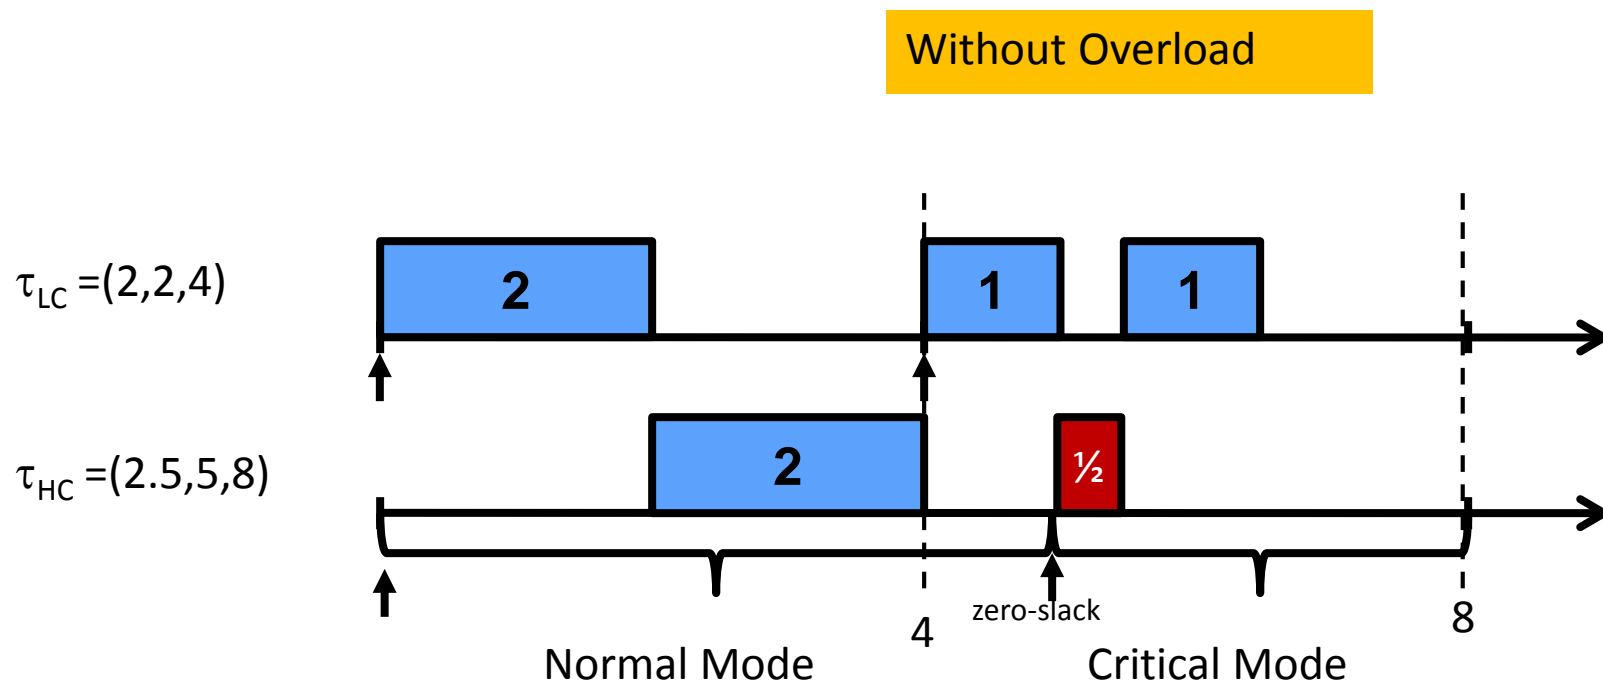 Without Overload
τLC =(2,2,4)
2
1
1
τHC =(2.5,5,8)
2
½
zero-slack
4
8
Normal Mode
Critical Mode